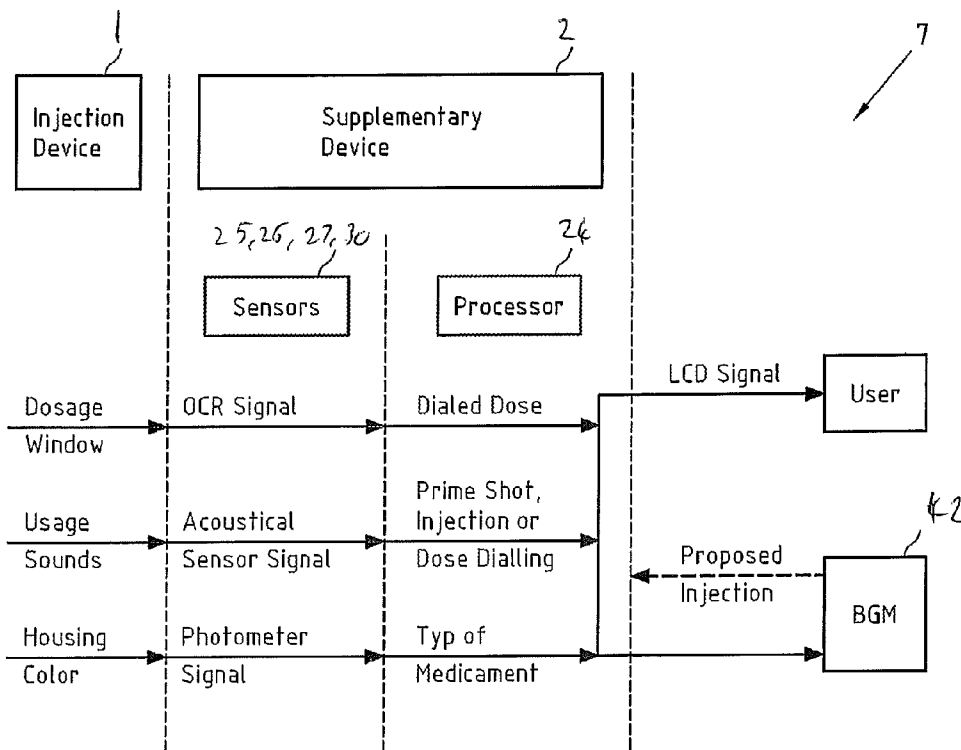 1
2
7
Injection
Device
Supplementary
Device
25, 26, 27, 30
24
Sensors
Processor
LCD Signal
User
Dosage
Window
OCR Signal
Dialed Dose
Usage
Sounds
Acoustical
Sensor Signal
Prime Shot,
Injection or
Dose Dialling
Proposed
Injection
42
BGM
Housing
Color
Photometer
Signal
Typ of
Medicament